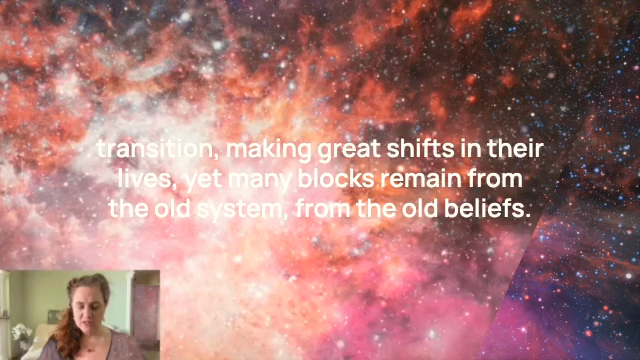 transition, making great shifts in their
lives, yet many blocks remain from
the old system, from the old beliefs.